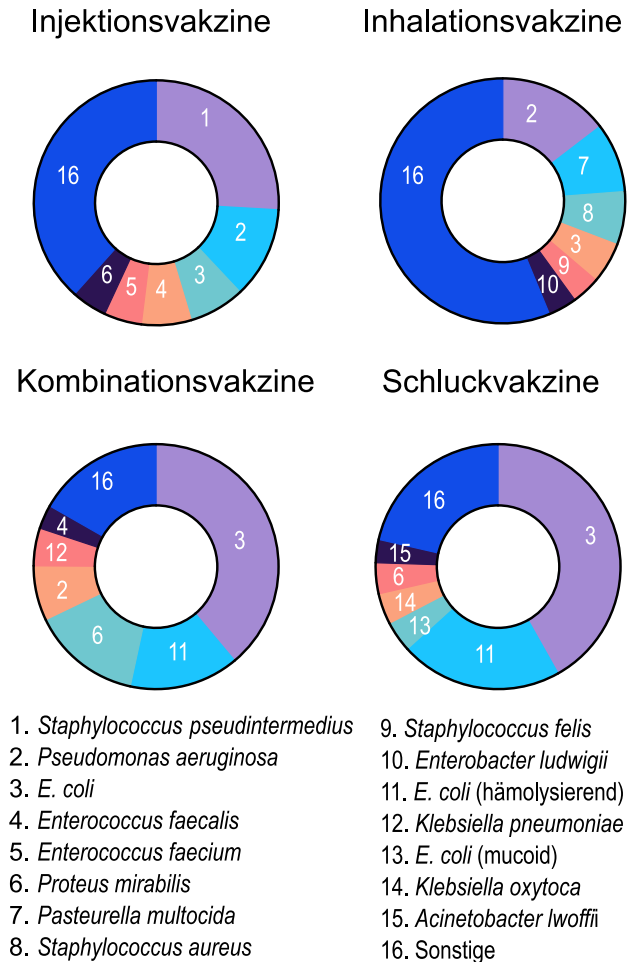 Injektionsvakzine
1
2
3
4
5
6
16
Inhalationsvakzine
2
7
8
3
9
10
16
Kombinationsvakzine
3
11
6
2
12
4
16
Schluckvakzine
3
11
13
14
6
15
16
1. Staphylococcus pseudintermedius
2. Pseudomonas aeruginosa
3. E. coli
4. Enterococcus faecalis
5. Enterococcus faecium
6. Proteus mirabilis
7. Pasteurella multocida
8. Staphylococcus aureus
9. Staphylococcus felis
10. Enterobacter ludwigii
11. E. coli (hämolysierend)
12. Klebsiella pneumoniae
13. E. coli (mucoid)
14. Klebsiella oxytoca
15. Acinetobacter lwoffii
16. Sonstige